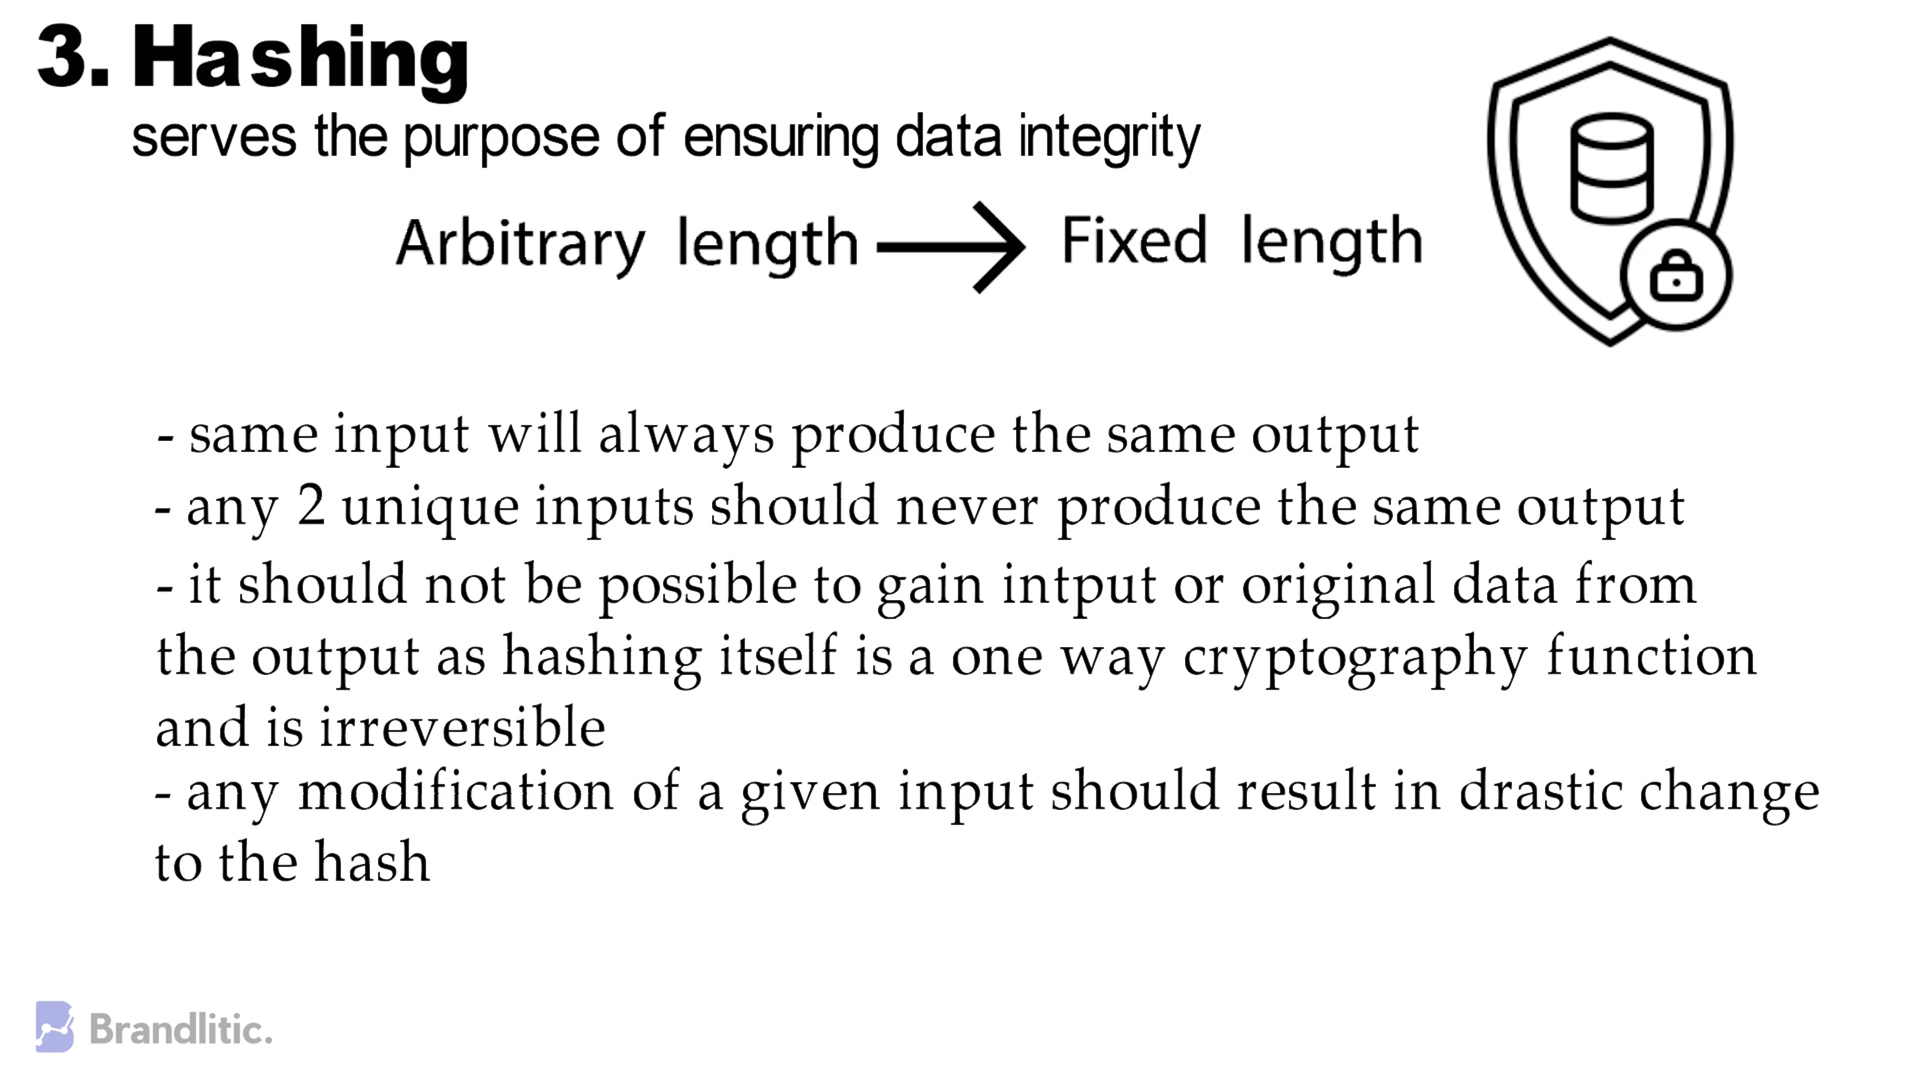 3. Hashing
serves the purpose of ensuring data integrity
Arbitrary length → Fixed length
- same input will always produce the same output
- any 2 unique inputs should never produce the same output
- it should not be possible to gain intput or original data from
the output as hashing itself is a one way cryptography function
and is irreversible
- any modification of a given input should result in drastic change
to the hash
Brandlitic.